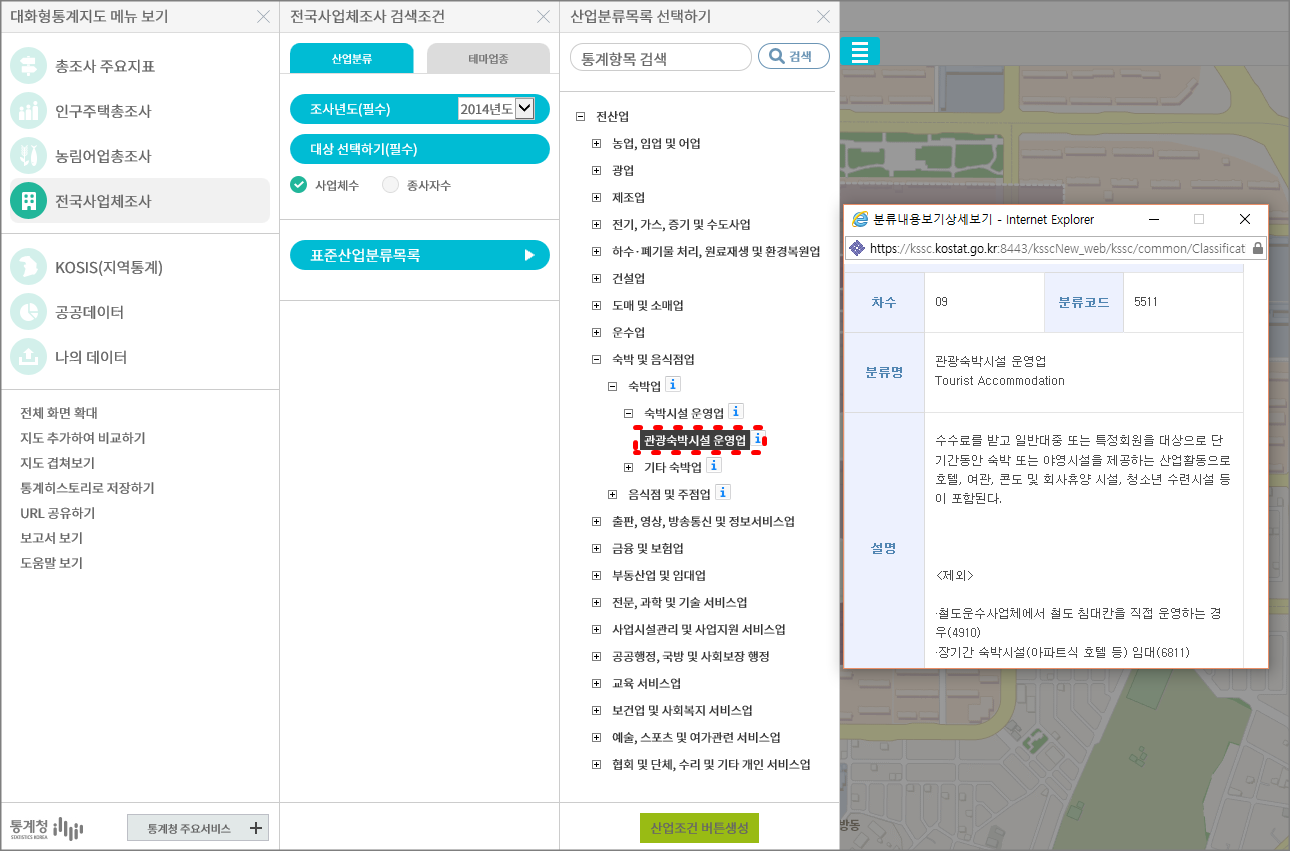 대화형통계지도 메뉴 보기
총조사 주요지표
인구주택총조사
농림어업총조사
전국사업체조사
KOSIS(지역통계)
공공데이터
나의 데이터
전체 화면 확대
지도 추가하여 비교하기
지도 겹쳐보기
통계히스토리로 저장하기
URL 공유하기
보고서 보기
도움말 보기
통계청
STATISTICS KOREA
통계청 주요서비스
전국사업체조사 검색조건
산업분류
테마업종
조사년도(필수)
2014년도
대상 선택하기(필수)
사업체수
종사자수
표준산업분류목록
산업분류목록 선택하기
통계항목 검색
검색
전산업
농업, 임업 및 어업
광업
제조업
전기, 가스, 증기 및 수도사업
하수·폐기물 처리, 원료재생 및 환경복원업
건설업
도매 및 소매업
운수업
숙박 및 음식점업
숙박업
숙박시설 운영업
관광숙박시설 운영업
기타 숙박업
음식점 및 주점업
출판, 영상, 방송통신 및 정보서비스업
금융 및 보험업
부동산업 및 임대업
전문, 과학 및 기술 서비스업
사업시설관리 및 사업지원 서비스업
공공행정, 국방 및 사회보장 행정
교육 서비스업
보건업 및 사회복지 서비스업
예술, 스포츠 및 여가관련 서비스업
협회 및 단체, 수리 및 기타 개인 서비스업
산업조건 버튼생성
분류내용보기상세보기 - Internet Explorer
https://kssc.kostat.go.kr:8443/ksscNew_web/kssc/common/Classificat
차수
09
분류코드
5511
분류명
관광숙박시설 운영업
Tourist Accommodation
설명
수수료를 받고 일반대중 또는 특정회원을 대상으로 단
기간동안 숙박 또는 야영시설을 제공하는 산업활동으로
호텔, 여관, 콘도 및 회사휴양 시설, 청소년 수련시설 등
이 포함된다.
<제외>
·철도운수사업체에서 철도 침대칸을 직접 운영하는 경
우(4910)
·장기간 숙박시설(아파트식 호텔 등) 임대(6811)
방동